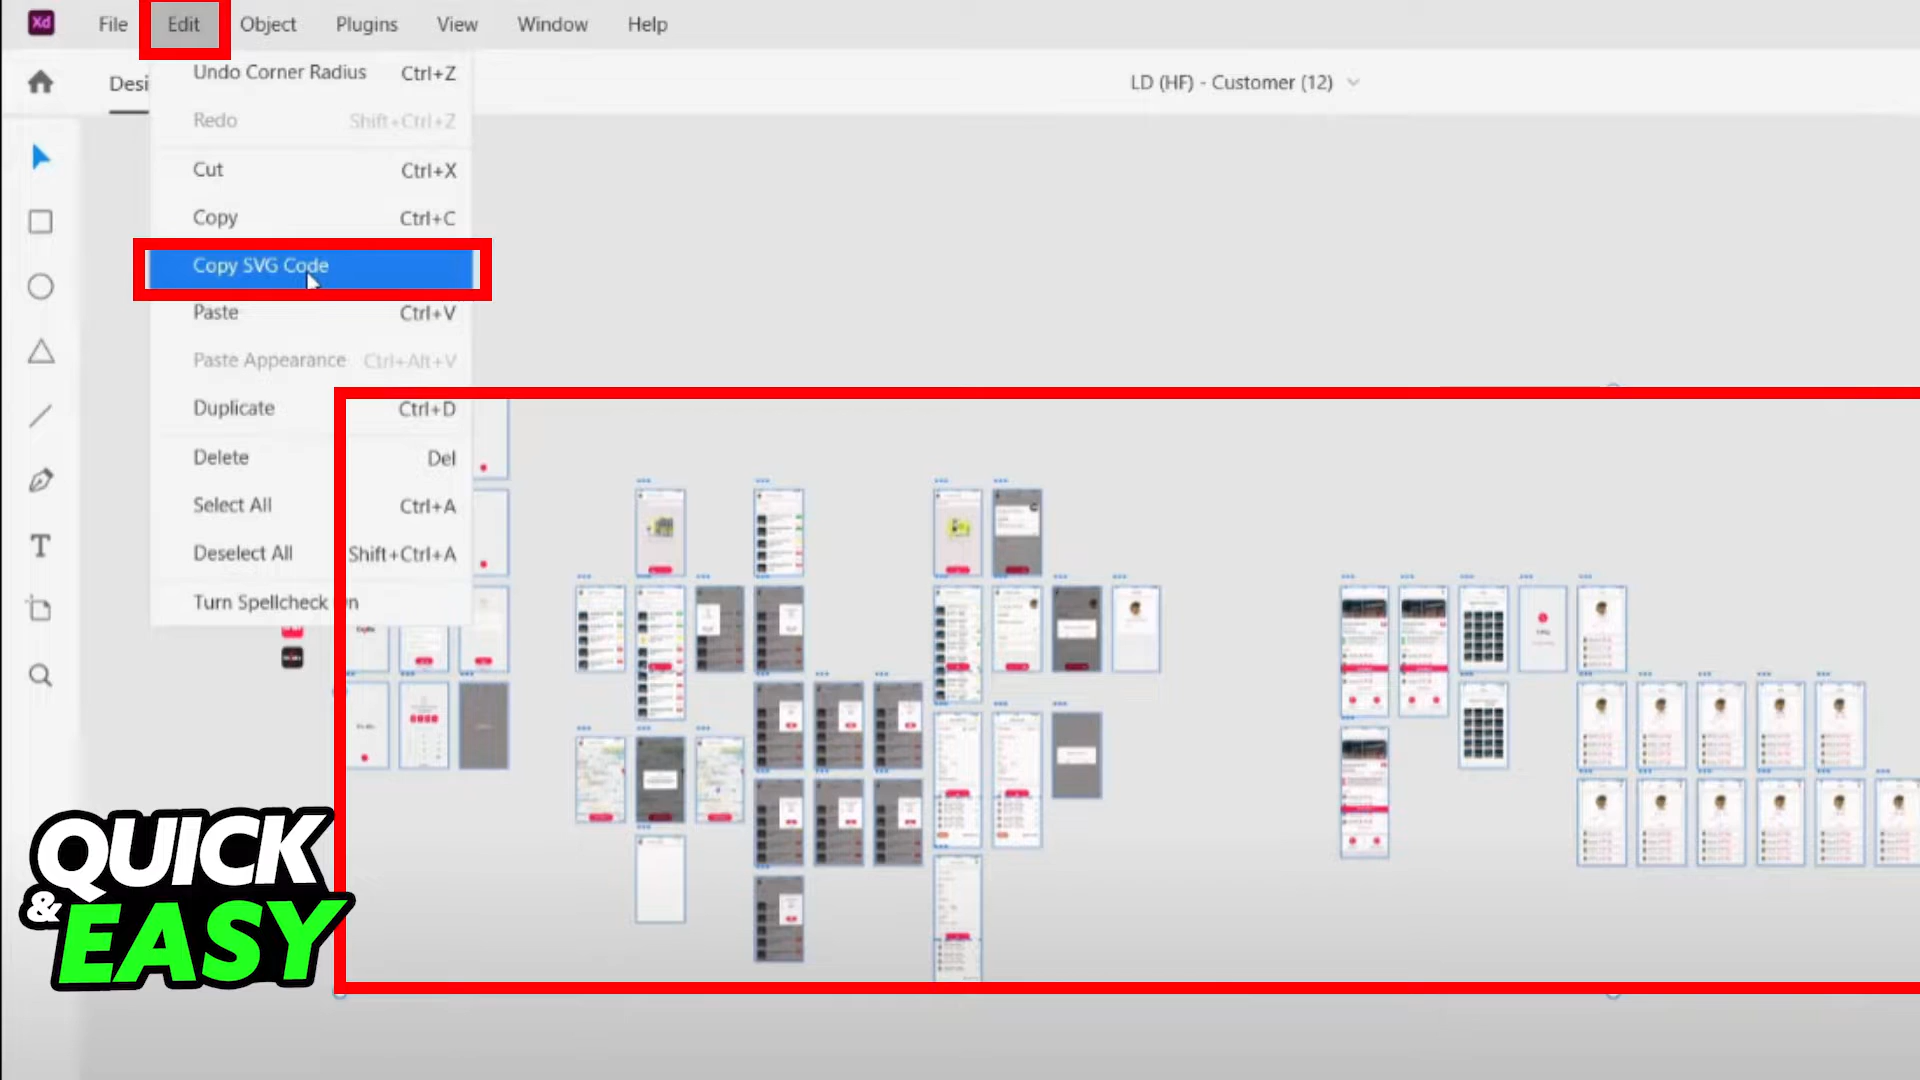 Xd File Edit Object Plugins View Window Help
Desi
LD (HF) - Customer (12)
Undo Corner Radius Ctrl+Z
Redo Shift+Ctrl+Z
Cut Ctrl+X
Copy Ctrl+C
Copy SVG Code
Paste Ctrl+V
Paste Appearance Ctrl+Alt+V
Duplicate Ctrl+D
Delete Del
Select All Ctrl+A
Deselect All Shift+Ctrl+A
Turn Spellcheck On
T
QUICK
& EASY